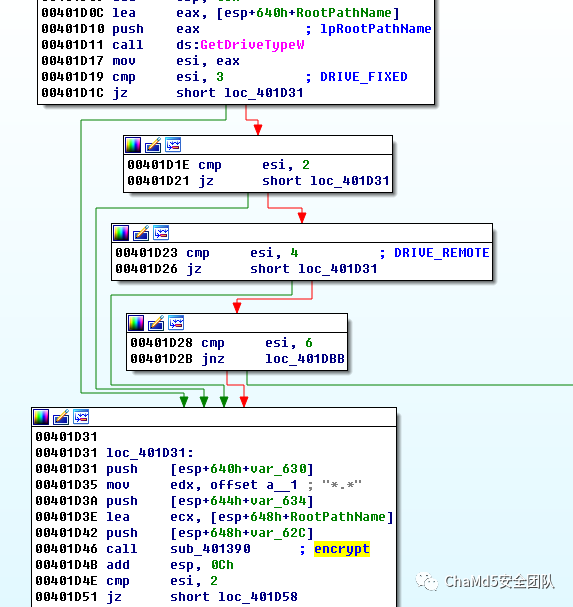 00401D0C lea eax, [esp+640h+RootPathName]
00401D10 push eax ; lpRootPathName
00401D11 call ds:GetDriveTypeW
00401D17 mov esi, eax
00401D19 cmp esi, 3 ; DRIVE_FIXED
00401D1C jz short loc_401D31
00401D1E cmp esi, 2
00401D21 jz short loc_401D31
00401D23 cmp esi, 4 ; DRIVE_REMOTE
00401D26 jz short loc_401D31
00401D28 cmp esi, 6
00401D2B jnz loc_401DBB
00401D31
00401D31 loc_401D31:
00401D31 push [esp+640h+var_630]
00401D35 mov edx, offset a__1 ; "*.*"
00401D3A push [esp+644h+var_634]
00401D3E lea ecx, [esp+648h+RootPathName]
00401D42 push [esp+648h+var_62C]
00401D46 call sub_401390 ; encrypt
00401D4B add esp, 0Ch
00401D4E cmp esi, 2
00401D51 jz short loc_401D58
ChaMd5安全团队